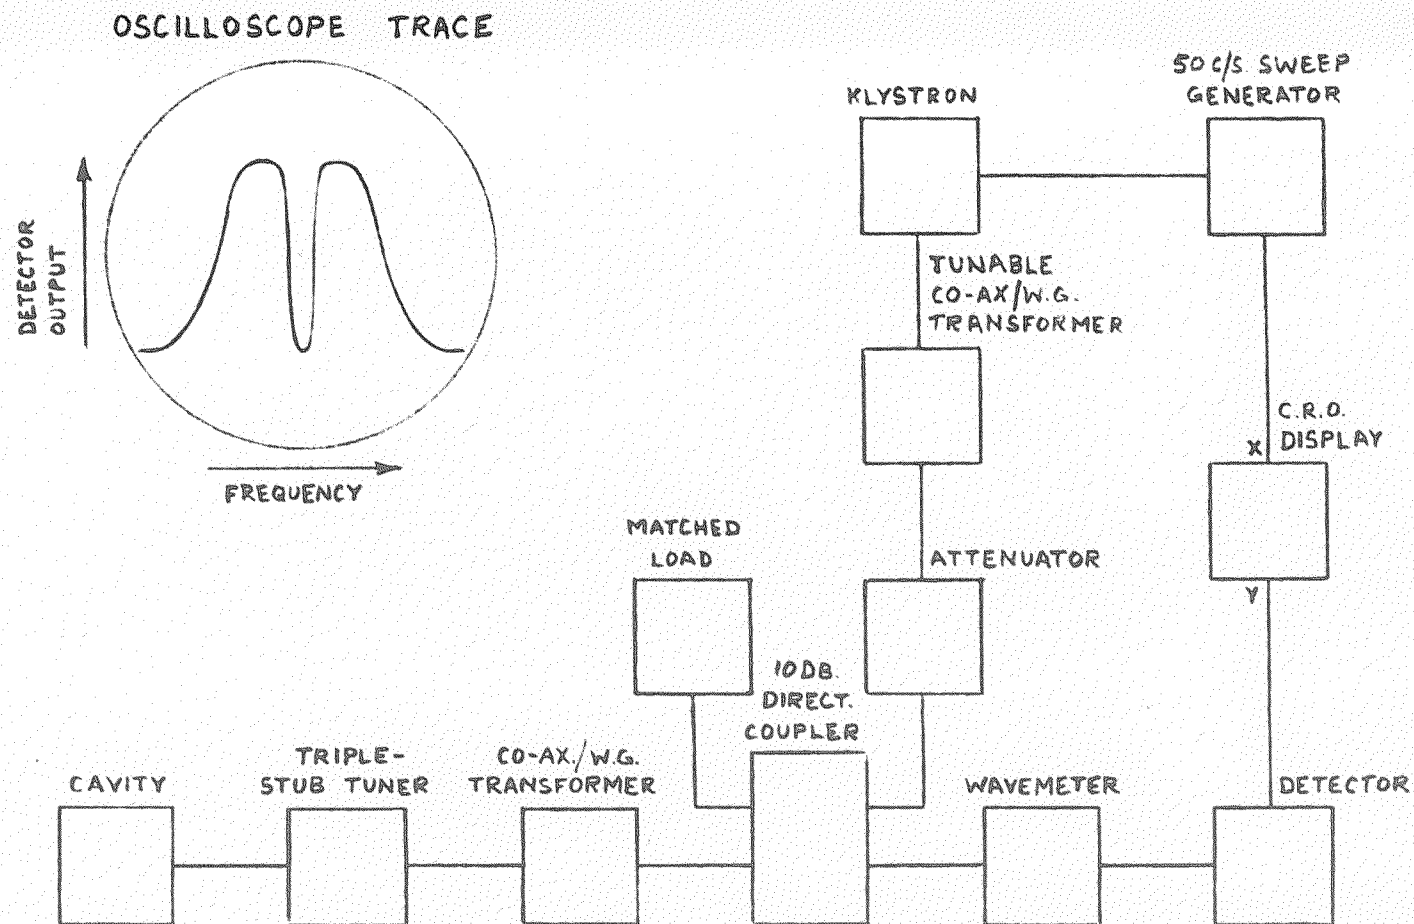 OSCILLOSCOPE TRACE
DETECTOR
OUTPUT
FREQUENCY
KLYSTRON
50 C/S SWEEP
GENERATOR
TUNABLE
CO-AX/W.G.
TRANSFORMER
C.R.O.
DISPLAY
X
Y
MATCHED
LOAD
ATTENUATOR
10DB.
DIRECT.
COUPLER
CAVITY
TRIPLE-
STUB TUNER
CO-AX./W.G.
TRANSFORMER
WAVEMETER
DETECTOR